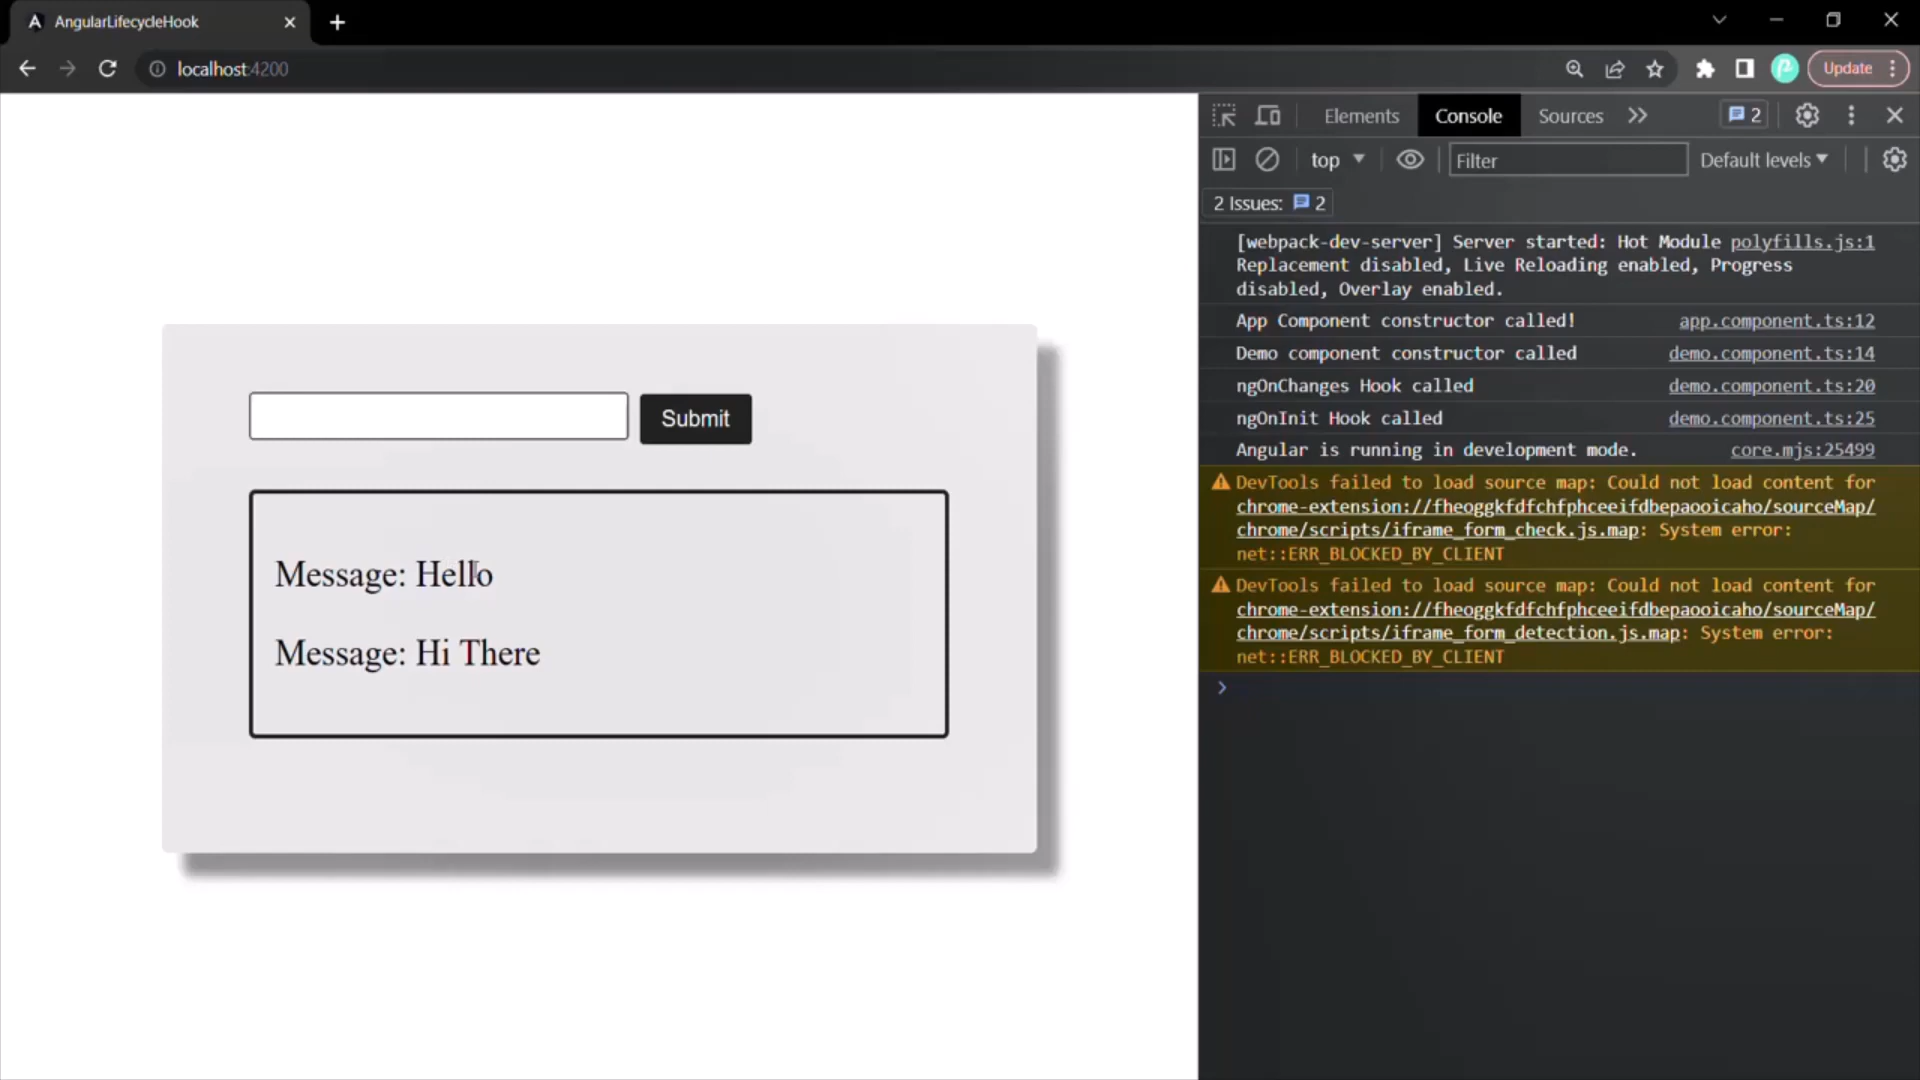 AngularLifecycleHook
localhost:4200
Update
Elements
Console
Sources
2
top
Filter
Default levels
2 Issues: 2
[webpack-dev-server] Server started: Hot Module polyfills.js:1
Replacement disabled, Live Reloading enabled, Progress
disabled, Overlay enabled.
App Component constructor called! app.component.ts:12
Demo component constructor called demo.component.ts:14
ngOnChanges Hook called demo.component.ts:20
ngOnInit Hook called demo.component.ts:25
Angular is running in development mode. core.mjs:25499
DevTools failed to load source map: Could not load content for
chrome-extension://fheoggkfdfchfphceeifdbepaooicaho/sourceMap/
chrome/scripts/iframe_form_check.js.map: System error:
net::ERR_BLOCKED_BY_CLIENT
DevTools failed to load source map: Could not load content for
chrome-extension://fheoggkfdfchfphceeifdbepaooicaho/sourceMap/
chrome/scripts/iframe_form_detection.js.map: System error:
net::ERR_BLOCKED_BY_CLIENT
Submit
Message: Hello
Message: Hi There